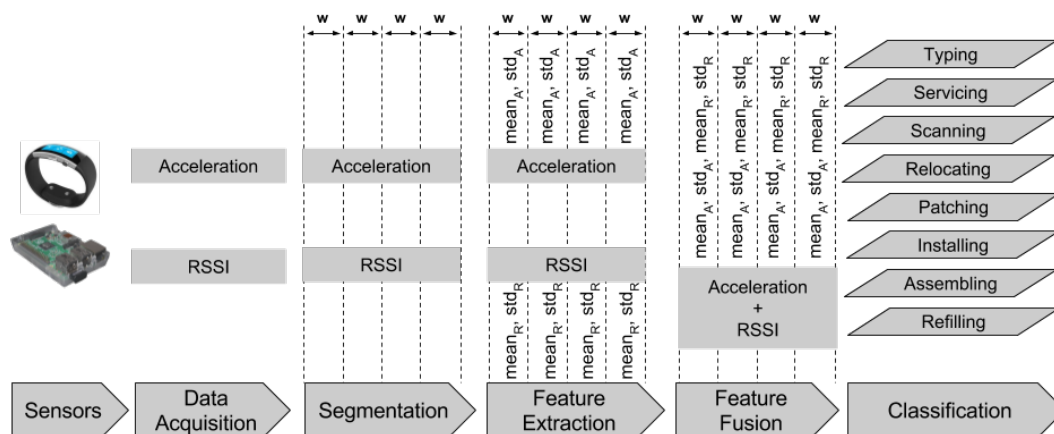 w w w w
w w w w
w w w w
mean_A, std_A
mean_A, std_A
mean_A, std_A
mean_A, std_A
mean_A, std_A, mean_R, std_R
mean_A, std_A, mean_R, std_R
mean_A, std_A, mean_R, std_R
mean_A, std_A, mean_R, std_R
Acceleration
Acceleration
Acceleration
RSSI
RSSI
RSSI
mean_R, std_R
mean_R, std_R
mean_R, std_R
mean_R, std_R
Acceleration
+
RSSI
Typing
Servicing
Scanning
Relocating
Patching
Installing
Assembling
Refilling
Sensors
Data
Acquisition
Segmentation
Feature
Extraction
Feature
Fusion
Classification